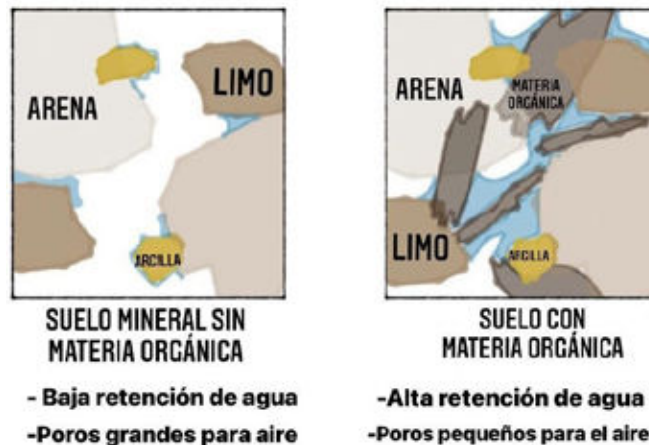 ARENA
LIMO
ARCILLA
SUELO MINERAL SIN
MATERIA ORGÁNICA
- Baja retención de agua
-Poros grandes para aire
ARENA
MATERIA
ORGÁNICA
LIMO
ARCILLA
SUELO CON
MATERIA ORGÁNICA
-Alta retención de agua
-Poros pequeños para el aire